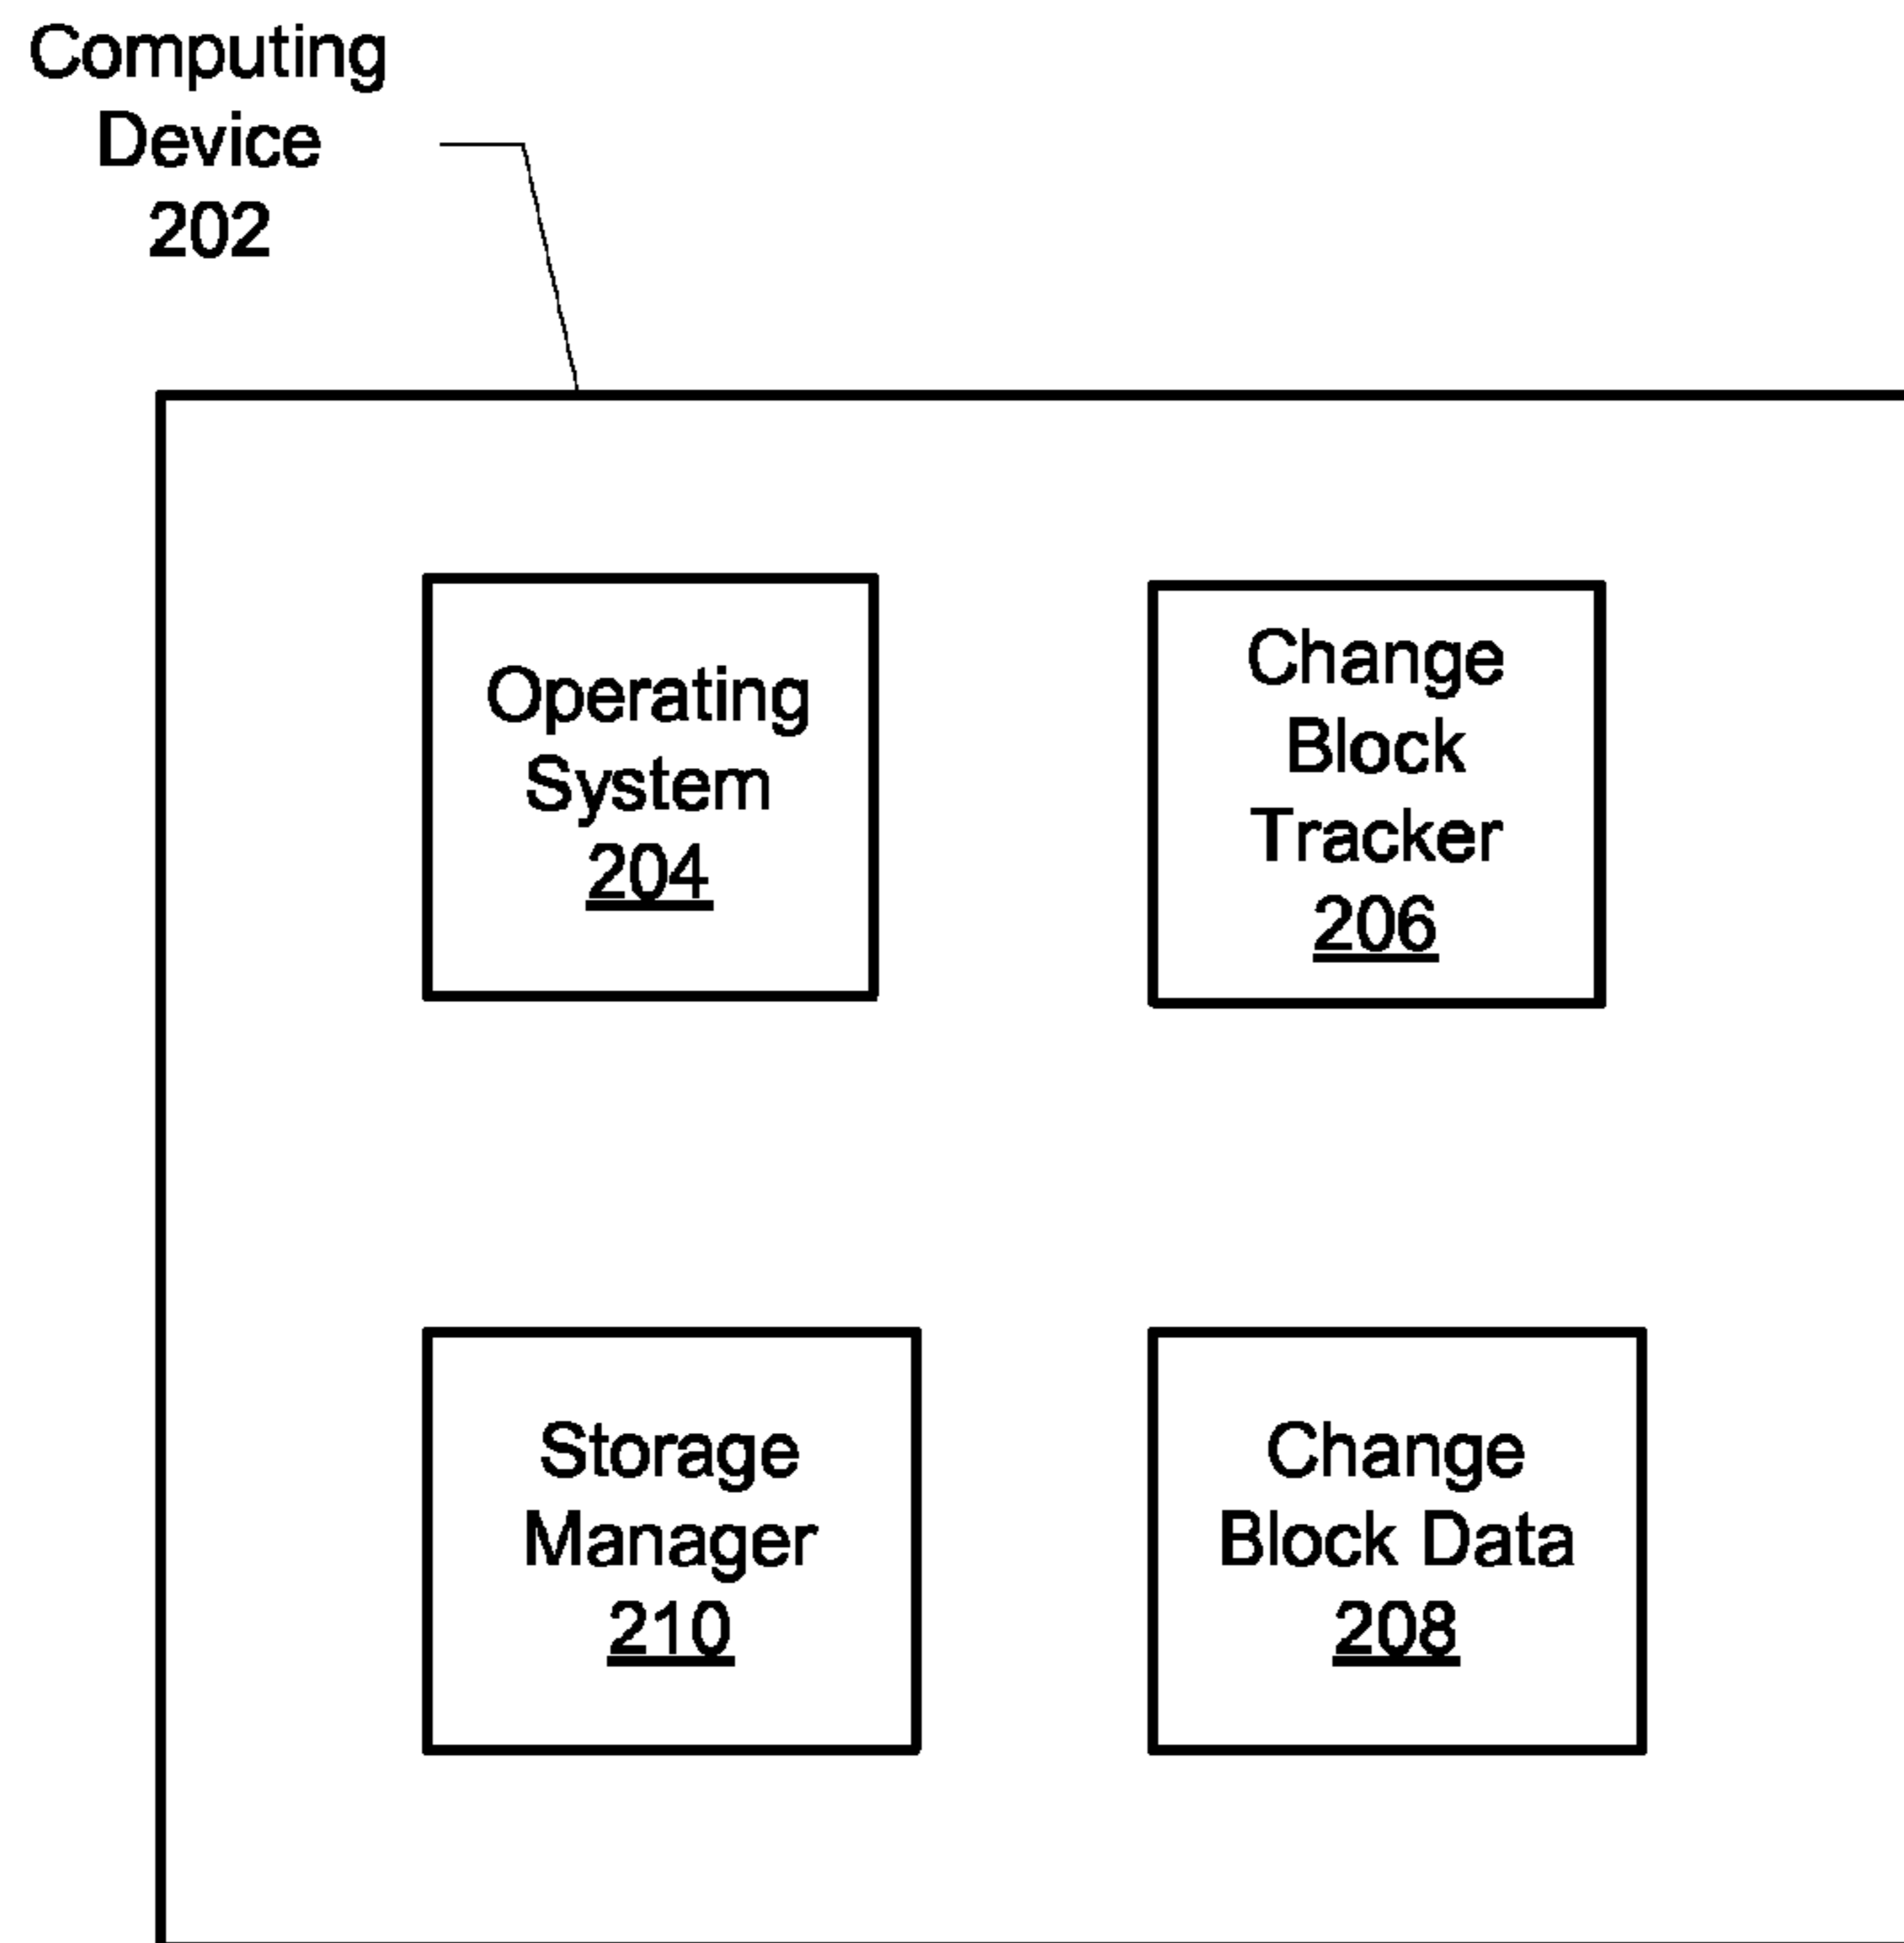 Computing
Device
202
Operating
System
204
Change
Block
Tracker
206
Storage
Manager
210
Change
Block Data
208